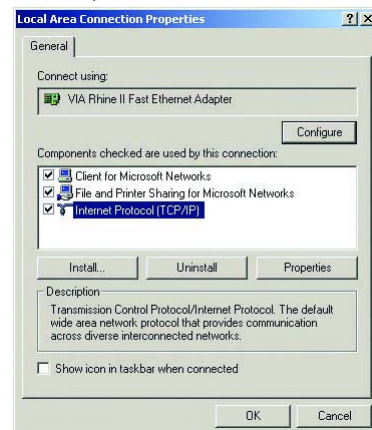 Local Area Connection Properties
General
Connect using:
VIA Rhine II Fast Ethernet Adapter
Configure
Components checked are used by this connection:
Client for Microsoft Networks
File and Printer Sharing for Microsoft Networks
Internet Protocol (TCP/IP)
Install... Uninstall Properties
Description
Transmission Control Protocol/Internet Protocol. The default
wide area network protocol that provides communication
across diverse interconnected networks.
Show icon in taskbar when connected
OK Cancel